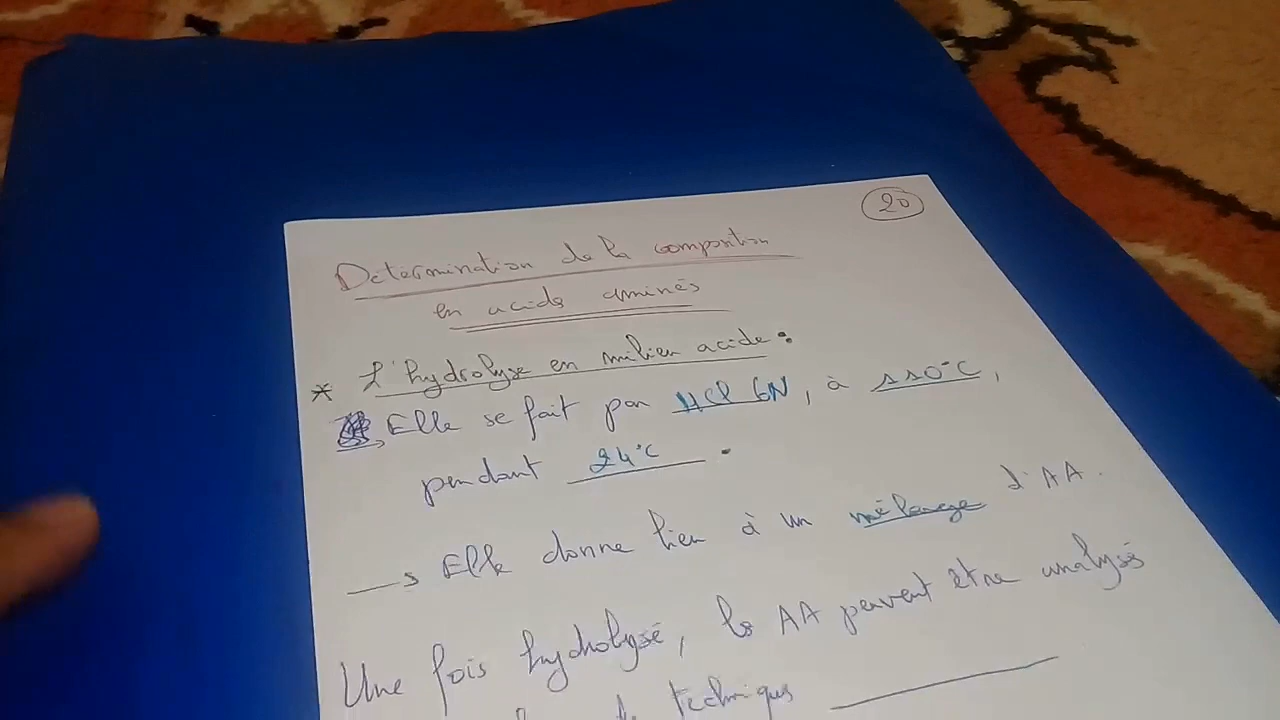 20
Détermination de la composition
en acides aminés
* L'hydrolyse en milieu acide :
Elle se fait par HCl 6N, à 110°C,
pendant 24°C .
→ Elle donne lieu à un mélange d'AA.
Une fois hydrolysé, les AA peuvent être analysés
techniques